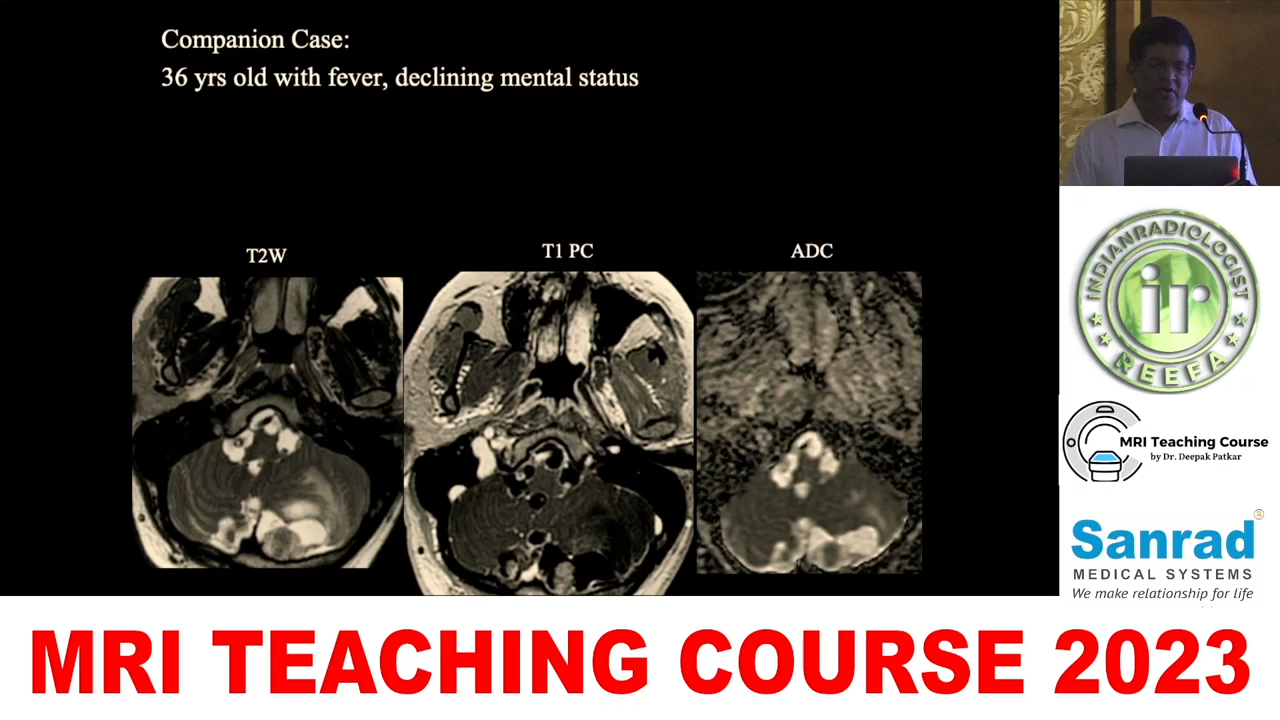 Companion Case:
36 yrs old with fever, declining mental status
T2W
T1 PC
ADC
INDIANRADIOLOGIST
ir
REEFA
MRI Teaching Course
by Dr. Deepak Patkar
Sanrad ®
MEDICAL SYSTEMS
We make relationship for life
MRI TEACHING COURSE 2023